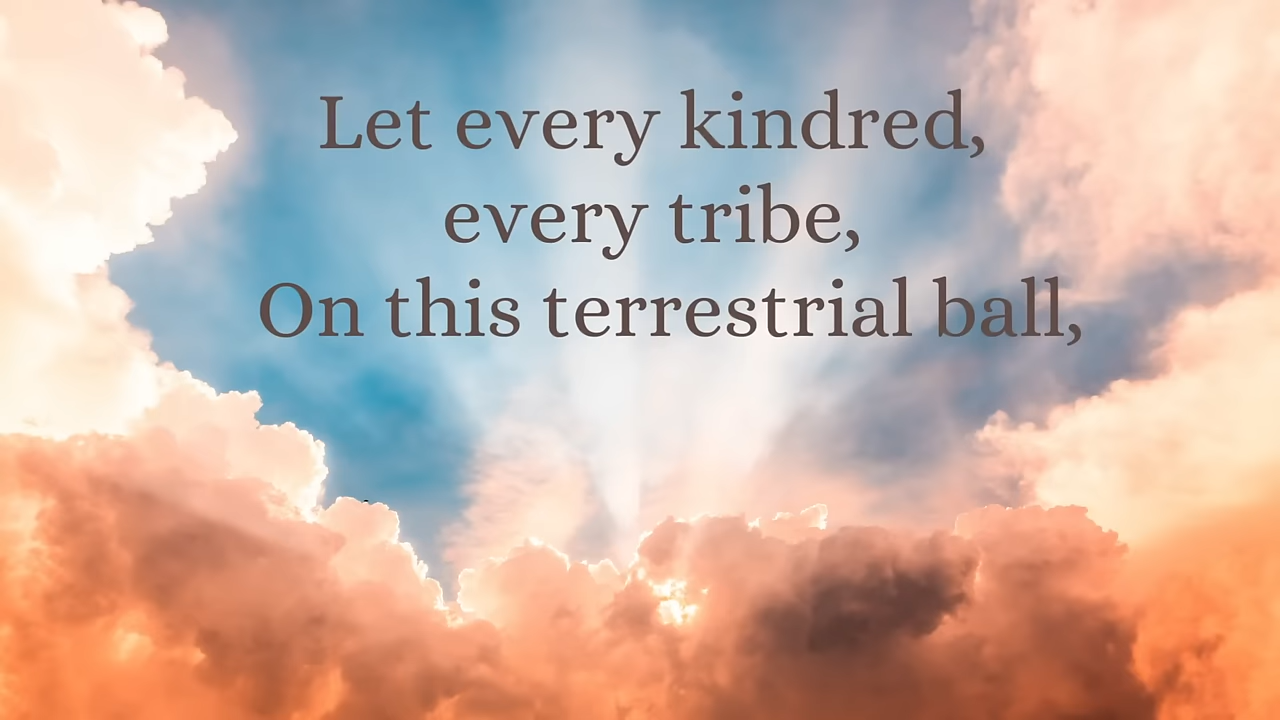 Let every kindred,
every tribe,
On this terrestrial ball,